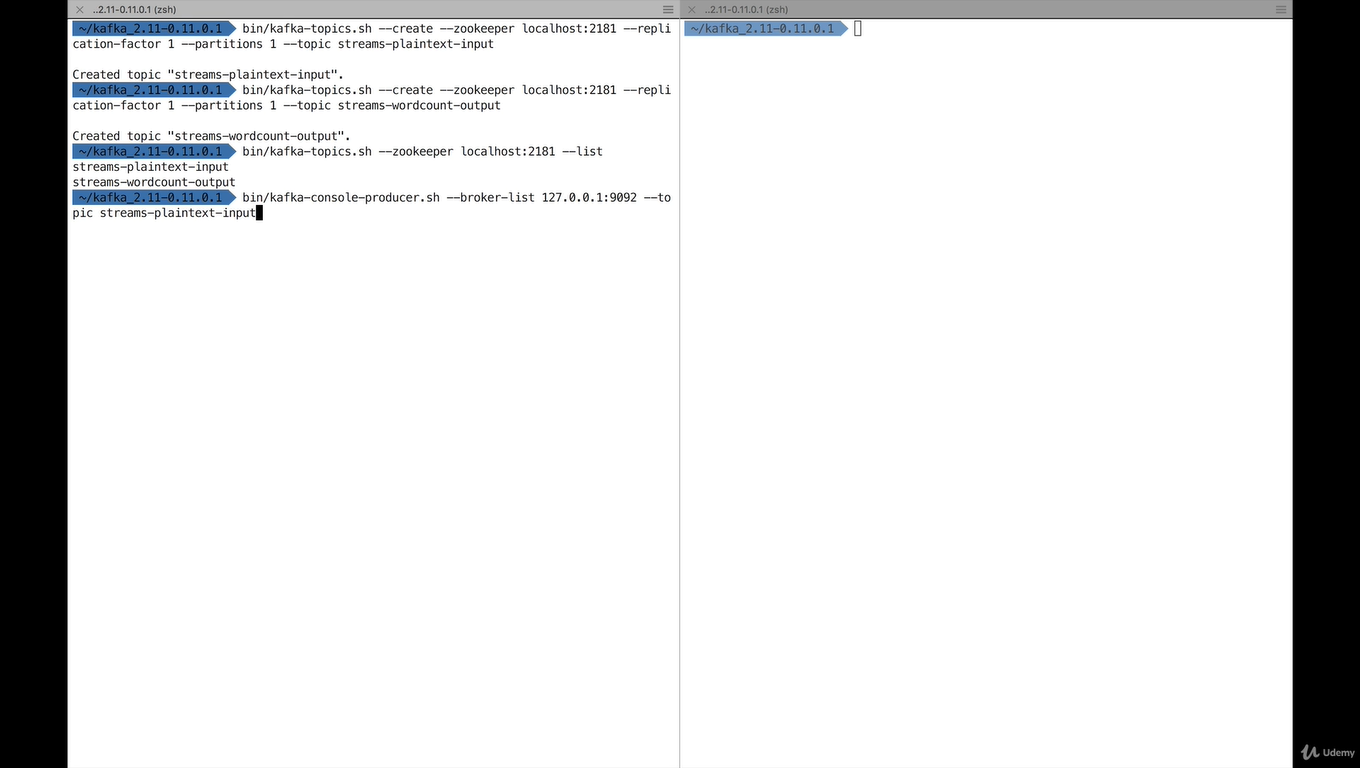 ..2.11-0.11.0.1 (zsh)
~/kafka_2.11-0.11.0.1 bin/kafka-topics.sh --create --zookeeper localhost:2181 --repli
cation-factor 1 --partitions 1 --topic streams-plaintext-input
Created topic "streams-plaintext-input".
~/kafka_2.11-0.11.0.1 bin/kafka-topics.sh --create --zookeeper localhost:2181 --repli
cation-factor 1 --partitions 1 --topic streams-wordcount-output
Created topic "streams-wordcount-output".
~/kafka_2.11-0.11.0.1 bin/kafka-topics.sh --zookeeper localhost:2181 --list
streams-plaintext-input
streams-wordcount-output
~/kafka_2.11-0.11.0.1 bin/kafka-console-producer.sh --broker-list 127.0.0.1:9092 --to
pic streams-plaintext-input
..2.11-0.11.0.1 (zsh)
~/kafka_2.11-0.11.0.1
Udemy